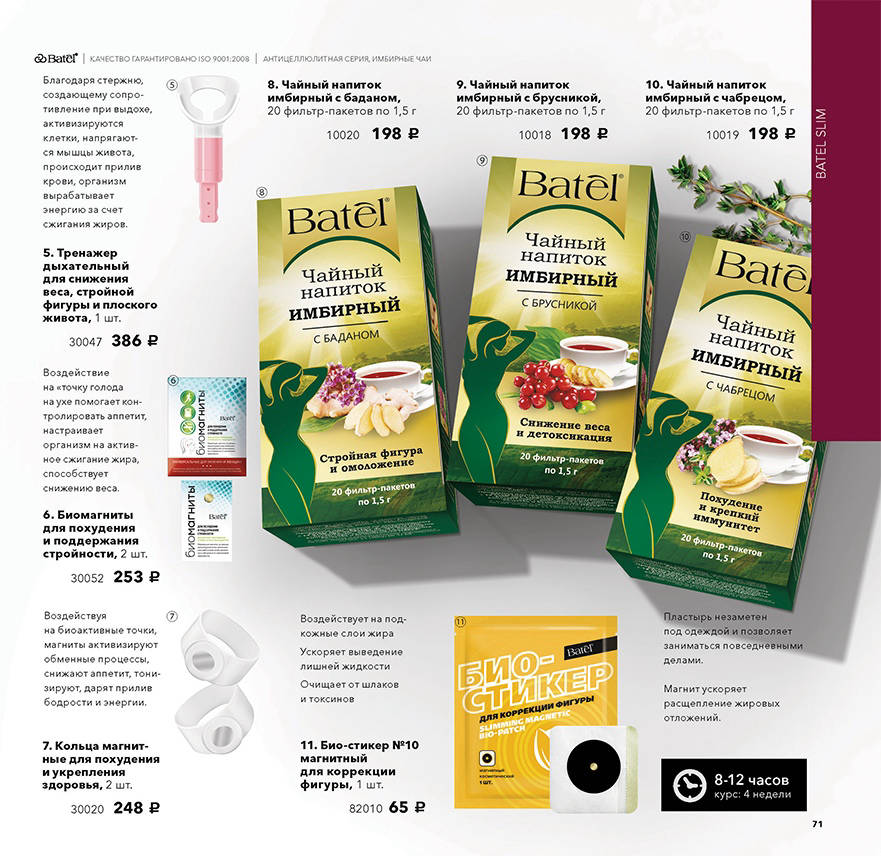 Batel
КАЧЕСТВО ГАРАНТИРОВАНО ISO 9001:2008
АНТИЦЕЛЛЮЛИТНАЯ СЕРИЯ, ИМБИРНЫЕ ЧАИ
BATEL SLIM
Благодаря стержню,
создающему сопро-
тивление при выдохе,
активизируются
клетки, напрягают-
ся мышцы живота,
происходит прилив
крови, организм
вырабатывает
энергию за счет
сжигания жиров.
5
5. Тренажер
дыхательный
для снижения
веса, стройной
фигуры и плоского
живота, 1 шт.
30047 386 ₽
Воздействие
на «точку голода
на ухе помогает кон-
тролировать аппетит,
настраивает
организм на актив-
ное сжигание жира,
способствует
снижению веса.
6
биомагниты
Batel
биомагниты
Batel
6. Биомагниты
для похудения
и поддержания
стройности, 2 шт.
30052 253 ₽
Воздействуя
на биоактивные точки,
магниты активизируют
обменные процессы,
снижают аппетит, тони-
зируют, дарят прилив
бодрости и энергии.
7
7. Кольца магнит-
ные для похудения
и укрепления
здоровья, 2 шт.
30020 248 ₽
8. Чайный напиток
имбирный с баданом,
20 фильтр-пакетов по 1,5 г
10020 198 ₽
9. Чайный напиток
имбирный с брусникой,
20 фильтр-пакетов по 1,5 г
10018 198 ₽
10. Чайный напиток
имбирный с чабрецом,
20 фильтр-пакетов по 1,5 г
10019 198 ₽
8
Batel
Чайный
напиток
ИМБИРНЫЙ
С БАДАНОМ
Стройная фигура
и омоложение
20 фильтр-пакетов
по 1,5 г
9
Batel
Чайный
напиток
ИМБИРНЫЙ
С БРУСНИКОЙ
Снижение веса
и детоксикация
20 фильтр-пакетов
по 1,5 г
10
Batel
Чайный
напиток
ИМБИРНЫЙ
С ЧАБРЕЦОМ
Похудение
и крепкий
иммунитет
20 фильтр-пакетов
по 1,5 г
Воздействует на под-
кожные слои жира
Ускоряет выведение
лишней жидкости
Очищает от шлаков
и токсинов
11. Био-стикер №10
магнитный
для коррекции
фигуры, 1 шт.
82010 65 ₽
11
Batel
БИО-
СТИКЕР
ДЛЯ КОРРЕКЦИИ ФИГУРЫ
SLIMMING MAGNETIC
BIO-PATCH
магнитный
косметический
1 ШТ.
Пластырь незаметен
под одеждой и позволяет
заниматься повседневными
делами.
Магнит ускоряет
расщепление жировых
отложений.
8-12 часов
курс: 4 недели
71